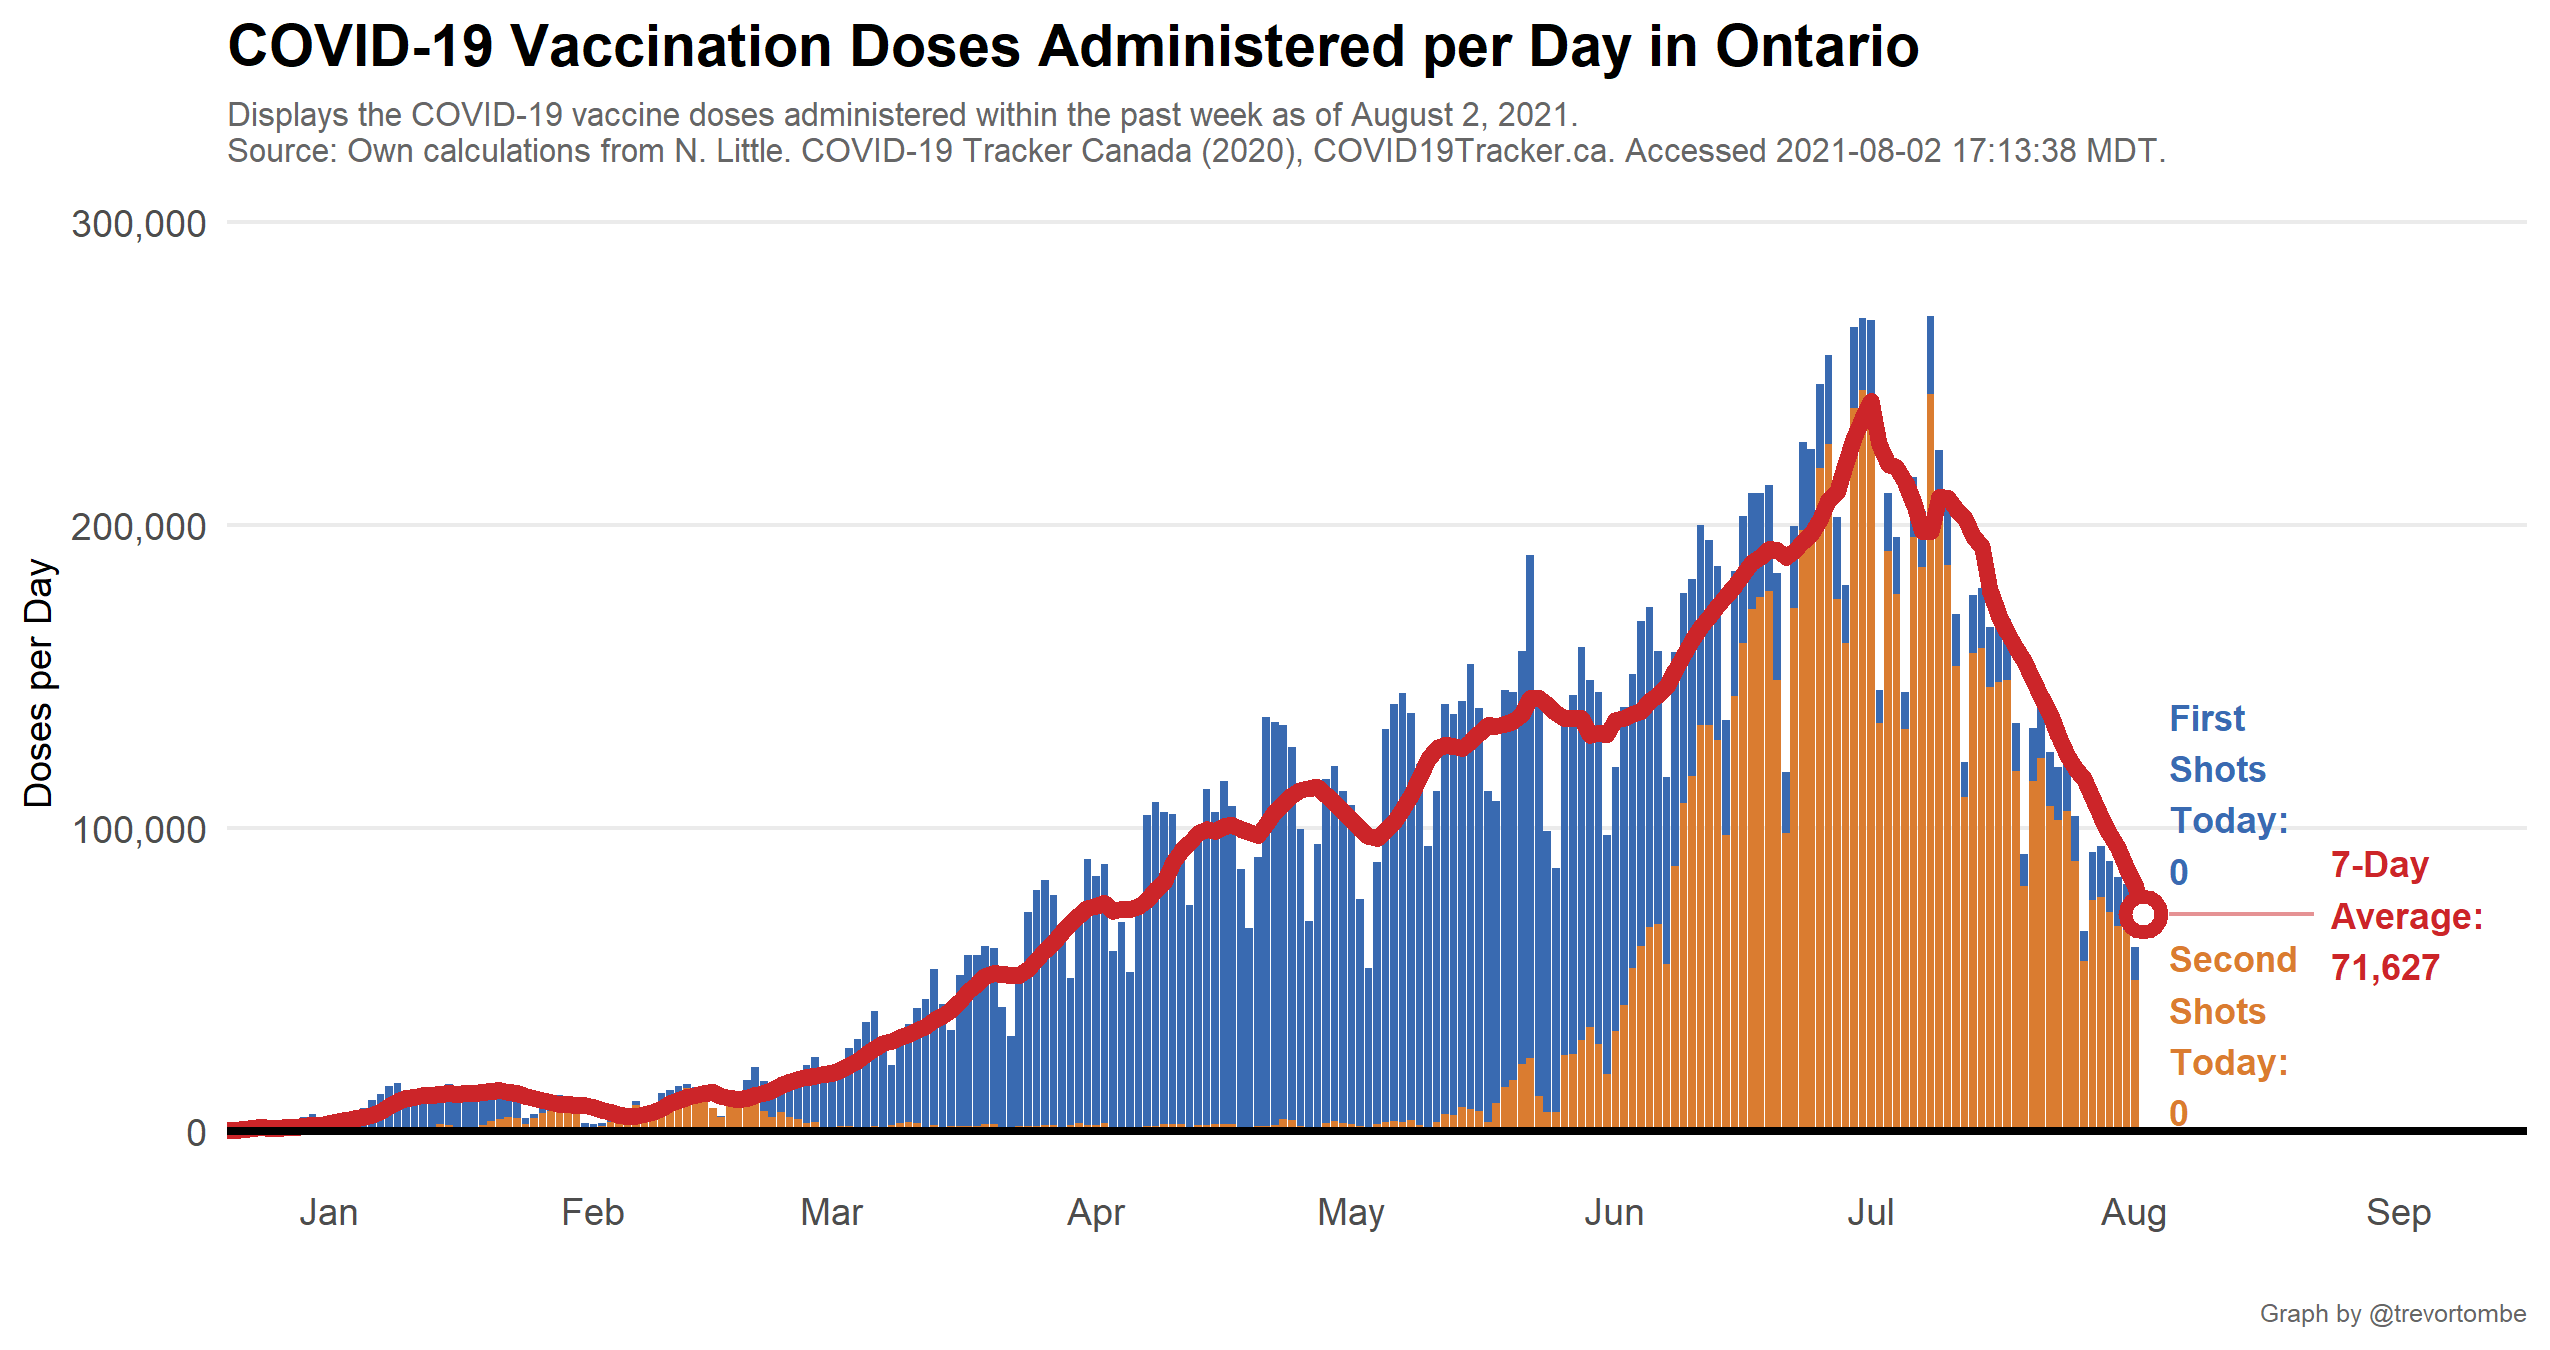 COVID-19 Vaccination Doses Administered per Day in Ontario
Displays the COVID-19 vaccine doses administered within the past week as of August 2, 2021.
Source: Own calculations from N. Little. COVID-19 Tracker Canada (2020), COVID19Tracker.ca. Accessed 2021-08-02 17:13:38 MDT.
Doses per Day
300,000
200,000
100,000
0
First
Shots
Today:
0
7-Day
Average:
71,627
Second
Shots
Today:
0
Jan
Feb
Mar
Apr
May
Jun
Jul
Aug
Sep
Graph by @trevortombe